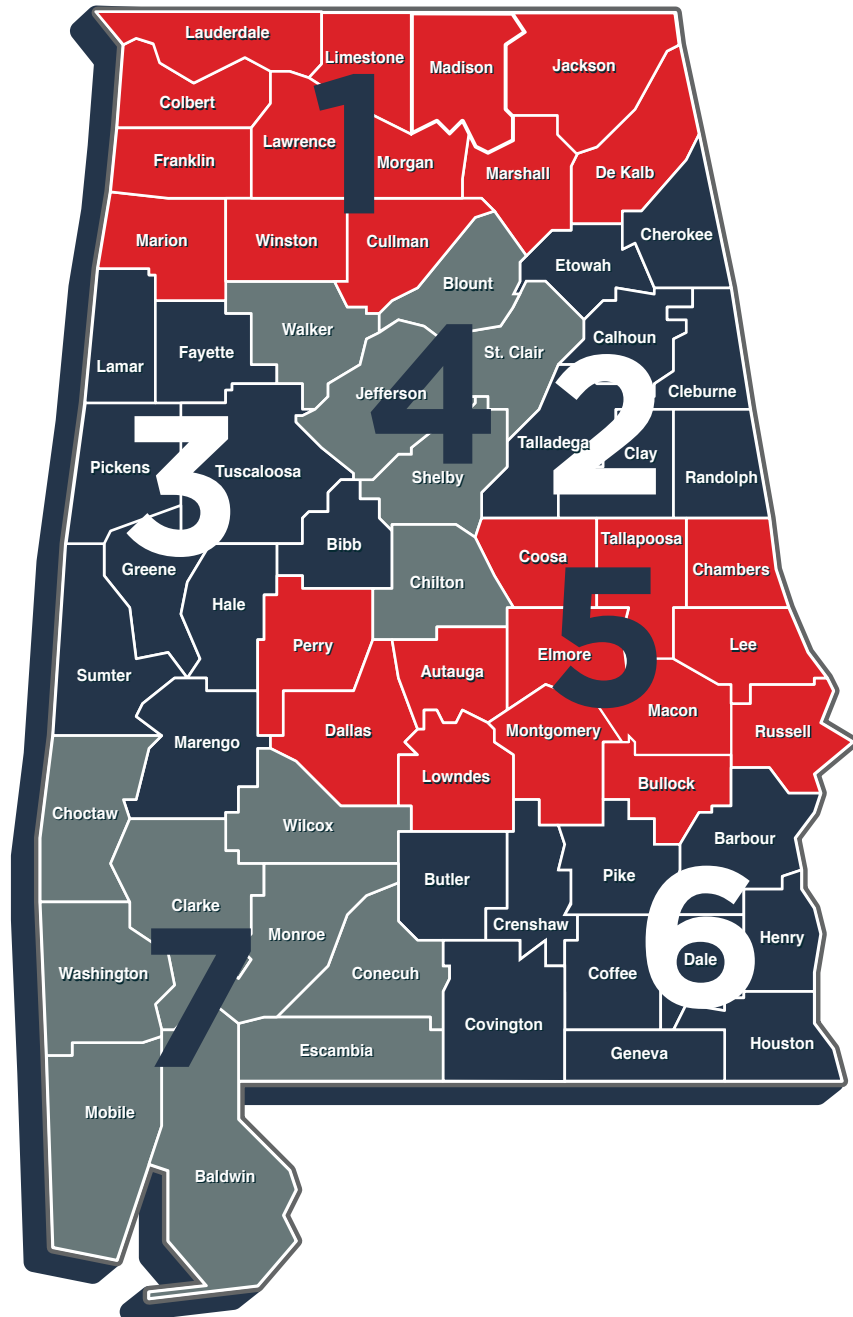 Lauderdale
Limestone
Madison
Jackson
Colbert
1
Lawrence
Franklin
Morgan
Marshall
De Kalb
Marion
Winston
Cullman
Cherokee
Etowah
Blount
Walker
Calhoun
Fayette
St. Clair
Lamar
Jefferson
4
2
Cleburne
3
Talladega
Clay
Pickens
Tuscaloosa
Shelby
Randolph
Tallapoosa
Bibb
Coosa
Greene
Chambers
Chilton
Hale
5
Perry
Lee
Elmore
Sumter
Autauga
Macon
Dallas
Montgomery
Russell
Marengo
Lowndes
Bullock
Choctaw
Wilcox
Barbour
Butler
Pike
6
Clarke
Crenshaw
Monroe
Henry
Dale
Washington
Conecuh
Coffee
7
Covington
Escambia
Geneva
Houston
Mobile
Baldwin